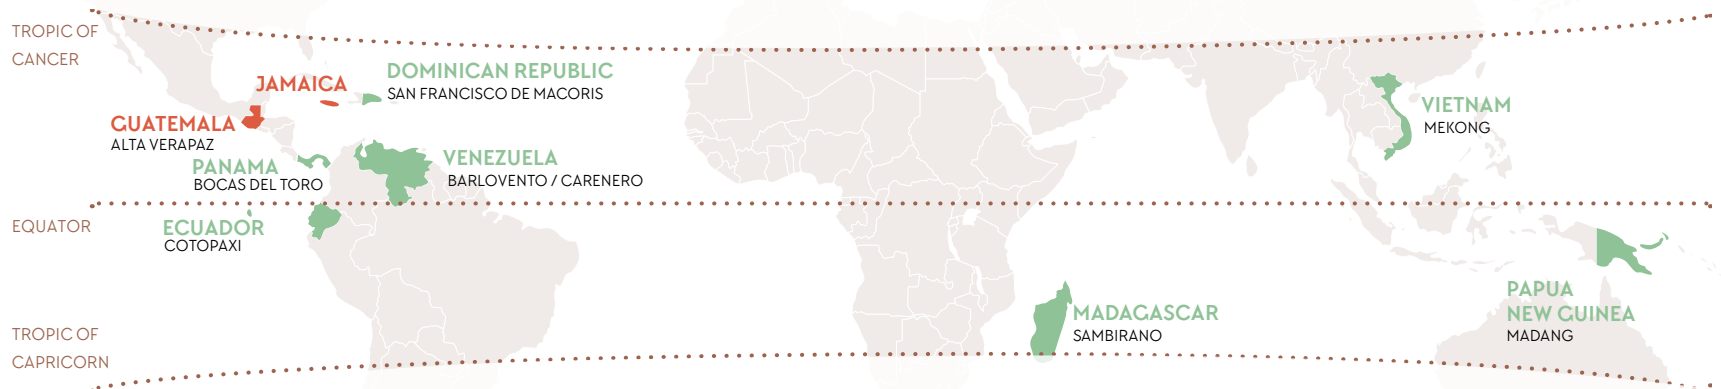 TROPIC OF
CANCER
JAMAICA
DOMINICAN REPUBLIC
SAN FRANCISCO DE MACORIS
GUATEMALA
ALTA VERAPAZ
PANAMA
BOCAS DEL TORO
VENEZUELA
BARLOVENTO / CARENERO
VIETNAM
MEKONG
EQUATOR
ECUADOR
COTOPAXI
MADAGASCAR
SAMBIRANO
PAPUA
NEW GUINEA
MADANG
TROPIC OF
CAPRICORN